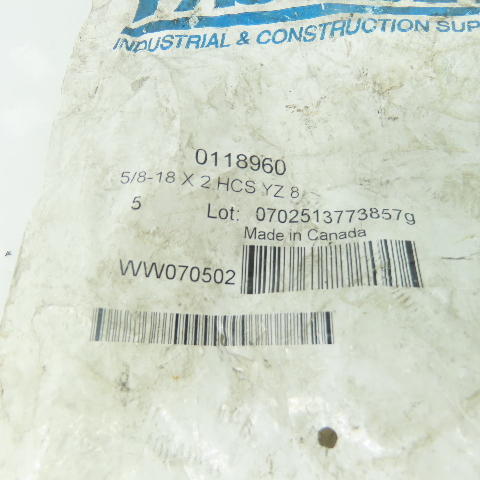 INDUSTRIAL & CONSTRUCTION SUP
0118960
5/8-18 X 2 HCS YZ 8
5 Lot: 0702513773857g
Made in Canada
WW070502